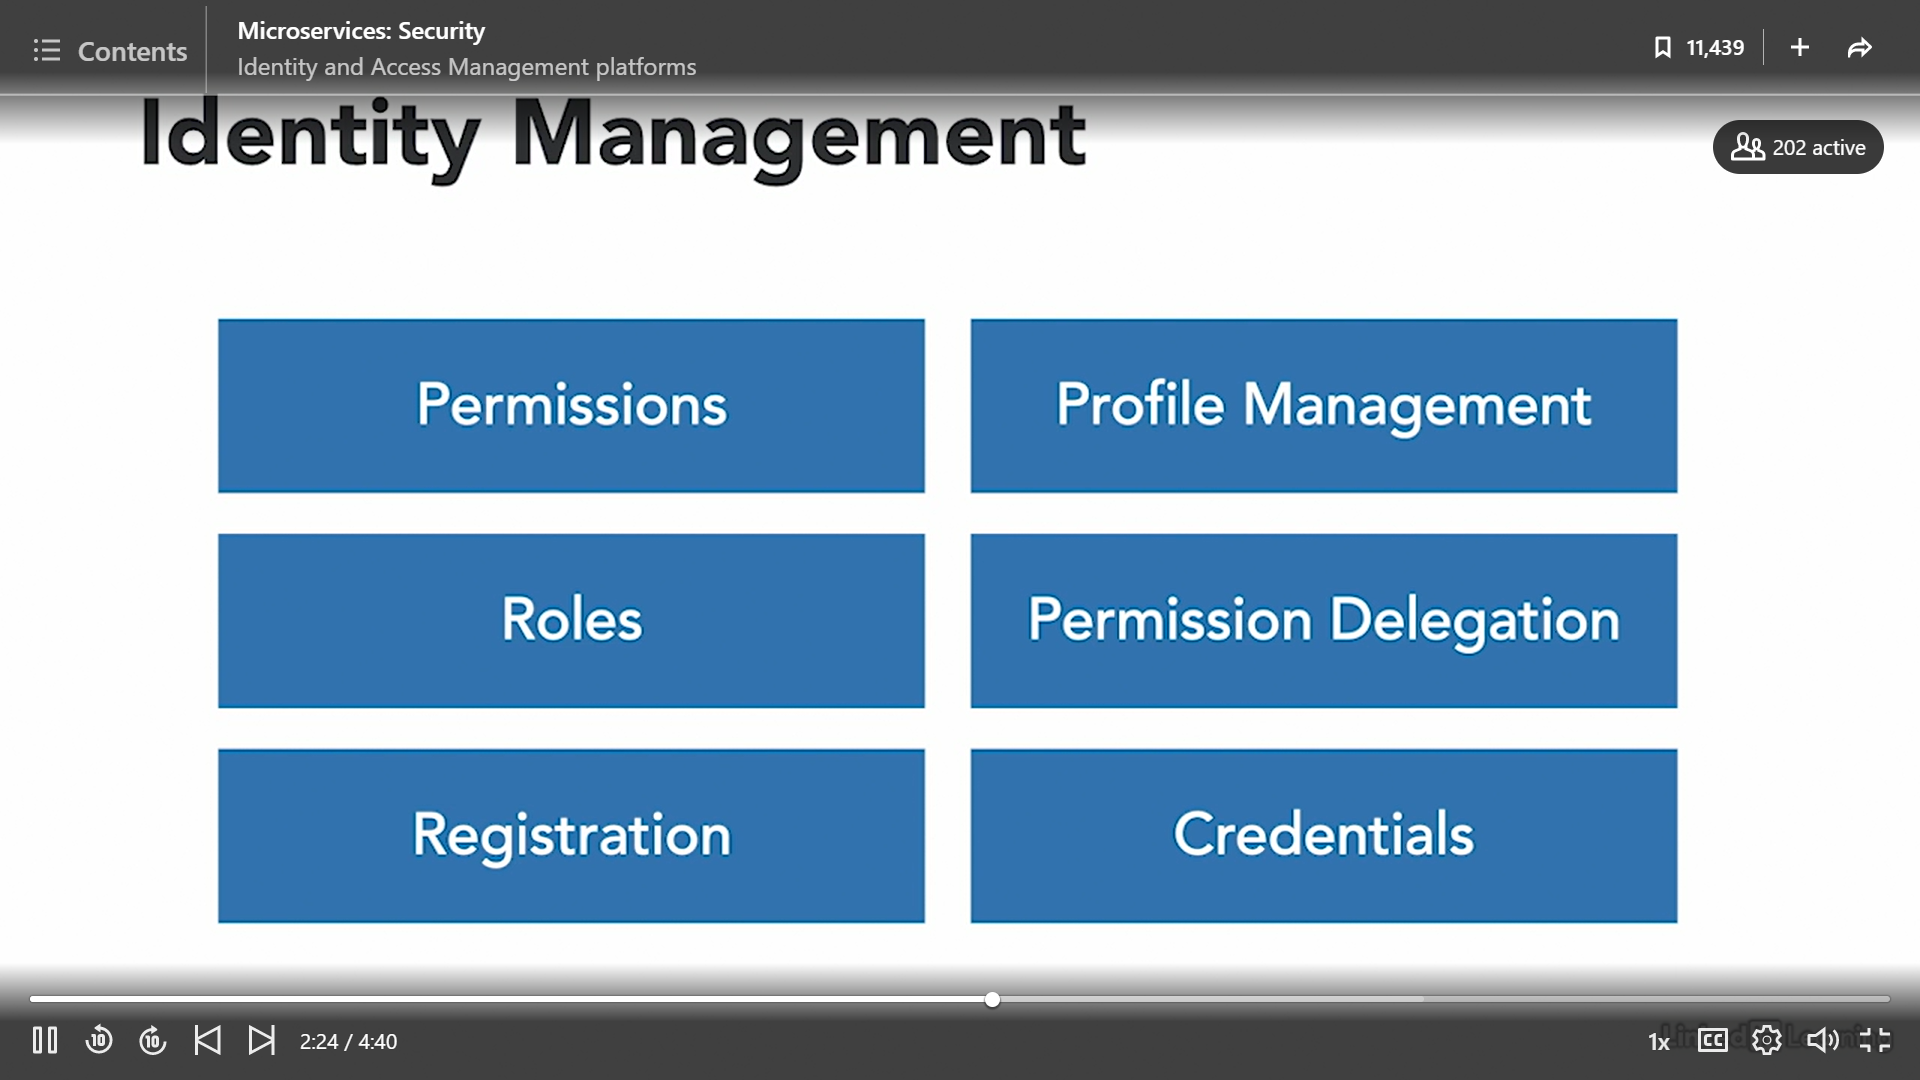 Contents
Microservices: Security
Identity and Access Management platforms
11,439
Identity Management
202 active
Permissions
Profile Management
Roles
Permission Delegation
Registration
Credentials
10
10
2:24 / 4:40
1x
CC